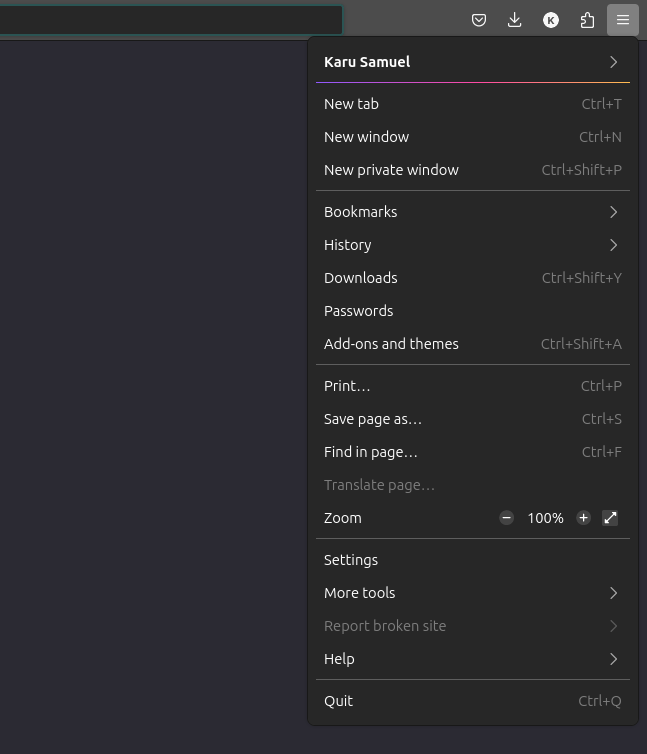 K
Karu Samuel
New tab Ctrl+T
New window Ctrl+N
New private window Ctrl+Shift+P
Bookmarks
History
Downloads Ctrl+Shift+Y
Passwords
Add-ons and themes Ctrl+Shift+A
Print… Ctrl+P
Save page as… Ctrl+S
Find in page… Ctrl+F
Translate page…
Zoom − 100% +
Settings
More tools
Report broken site
Help
Quit Ctrl+Q